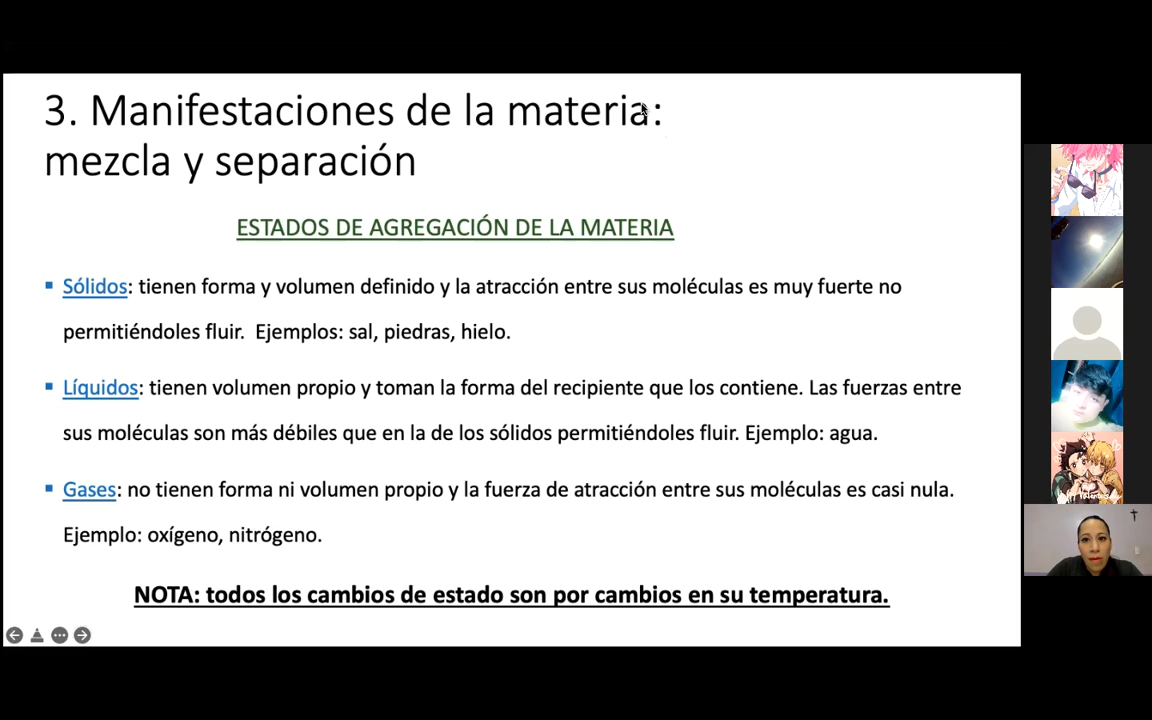 3. Manifestaciones de la materia:
mezcla y separación
ESTADOS DE AGREGACIÓN DE LA MATERIA
▪ Sólidos: tienen forma y volumen definido y la atracción entre sus moléculas es muy fuerte no
permitiéndoles fluir. Ejemplos: sal, piedras, hielo.
▪ Líquidos: tienen volumen propio y toman la forma del recipiente que los contiene. Las fuerzas entre
sus moléculas son más débiles que en la de los sólidos permitiéndoles fluir. Ejemplo: agua.
▪ Gases: no tienen forma ni volumen propio y la fuerza de atracción entre sus moléculas es casi nula.
Ejemplo: oxígeno, nitrógeno.
NOTA: todos los cambios de estado son por cambios en su temperatura.